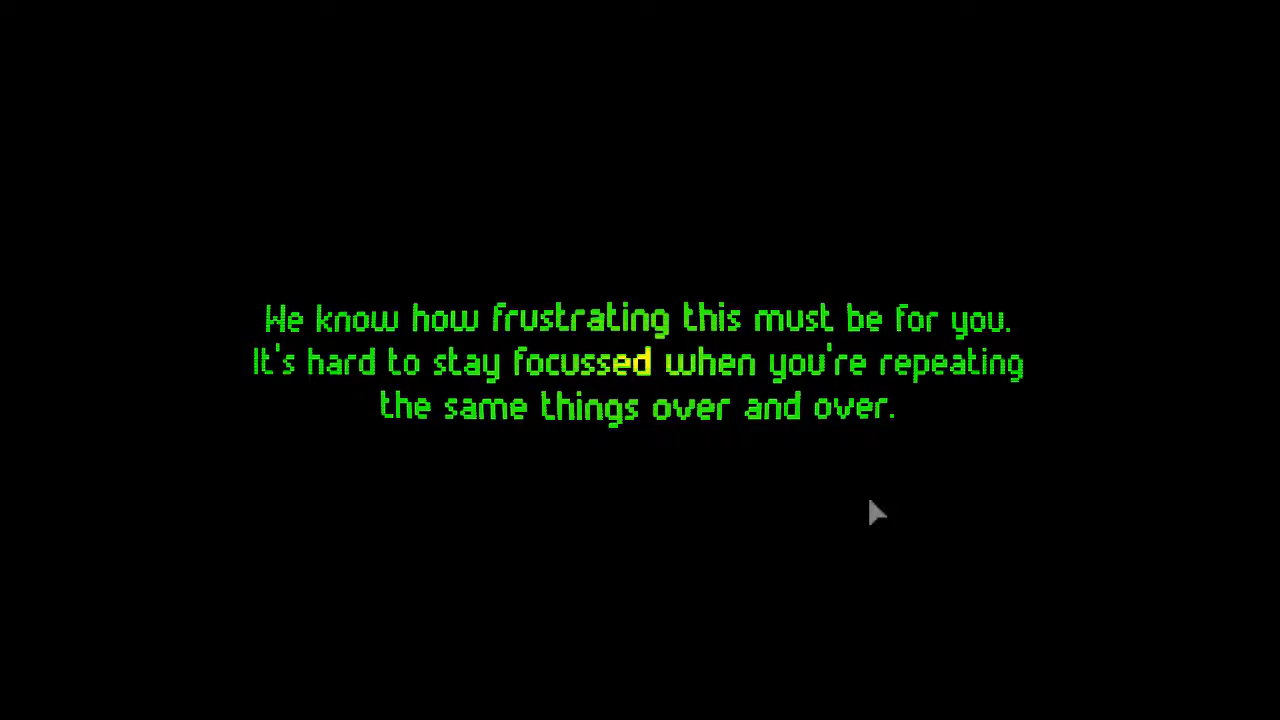 We know how frustrating this must be for you.
It's hard to stay focussed when you're repeating
the same things over and over.